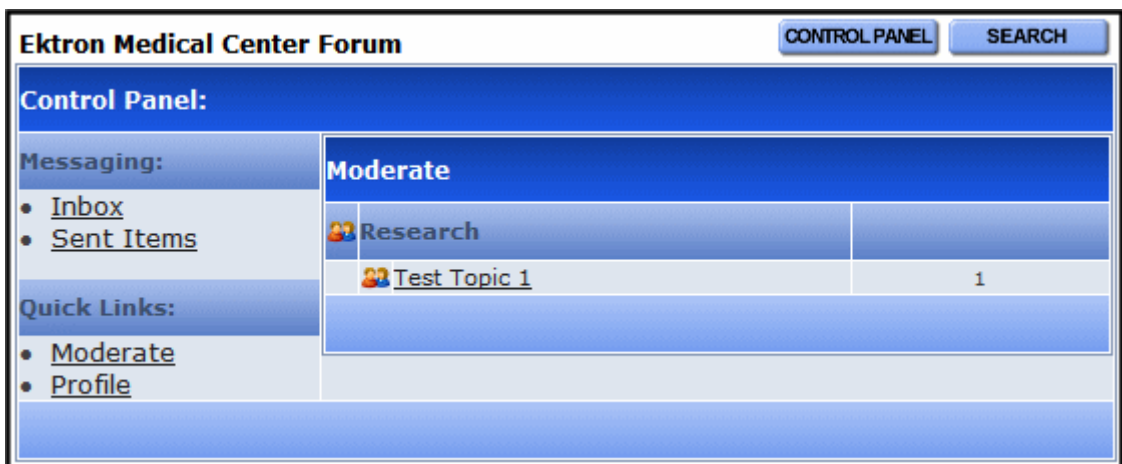 Ektron Medical Center Forum
CONTROL PANEL
SEARCH
Control Panel:
Messaging:
• Inbox
• Sent Items
Quick Links:
• Moderate
• Profile
Moderate
Research
Test Topic 1 1